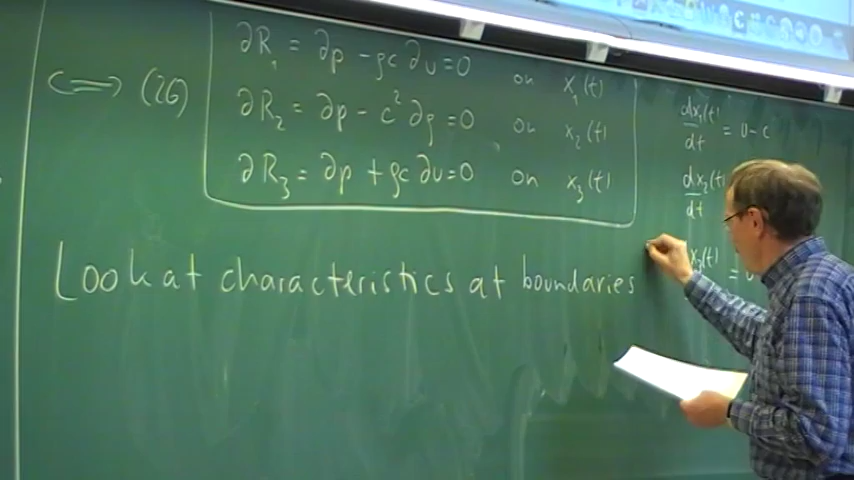 ∂R₁ = ∂p − ρc ∂u = 0 on x₁(t)
⟺ (26) ∂R₂ = ∂p − c² ∂ρ = 0 on x₂(t)
∂R₃ = ∂p + ρc ∂u = 0 on x₃(t)
dx₁(t)/dt = u − c
dx₂(t)/dt
x₃(t) =
Look at characteristics at boundaries